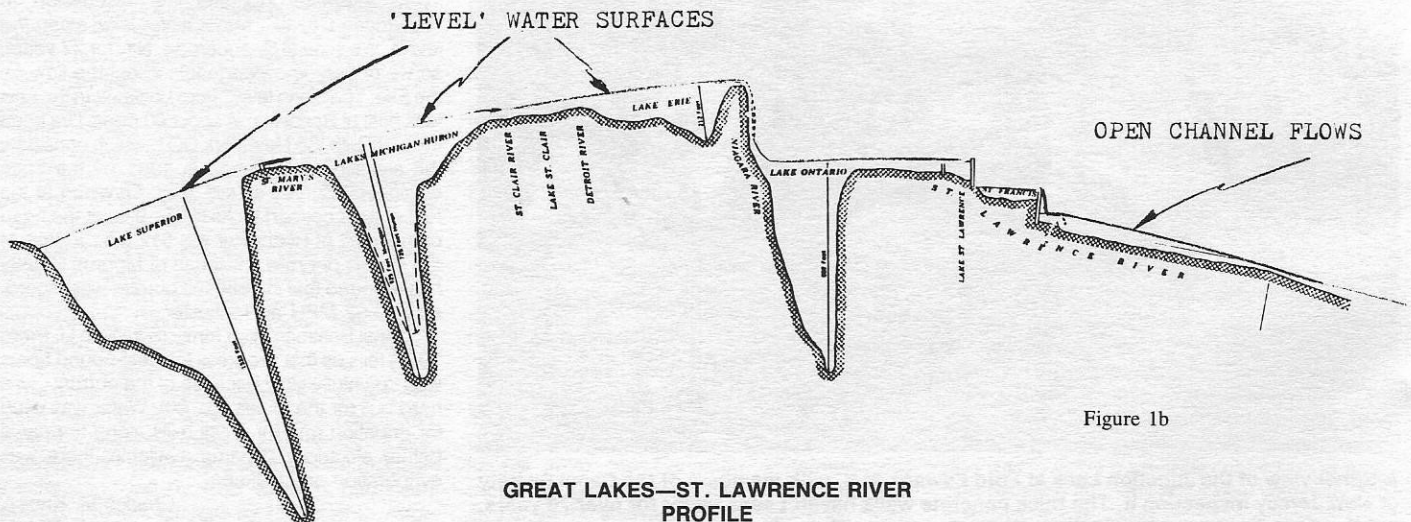 'LEVEL' WATER SURFACES
OPEN CHANNEL FLOWS
LAKE SUPERIOR
ST. MARY'S
RIVER
LAKES MICHIGAN HURON
ST. CLAIR RIVER
LAKE ST. CLAIR
DETROIT RIVER
LAKE ERIE
NIAGARA RIVER
LAKE ONTARIO
LAKE ST LAWRENCE
ST FRANCIS
ST. LAWRENCE RIVER
Figure 1b
GREAT LAKES—ST. LAWRENCE RIVER
PROFILE